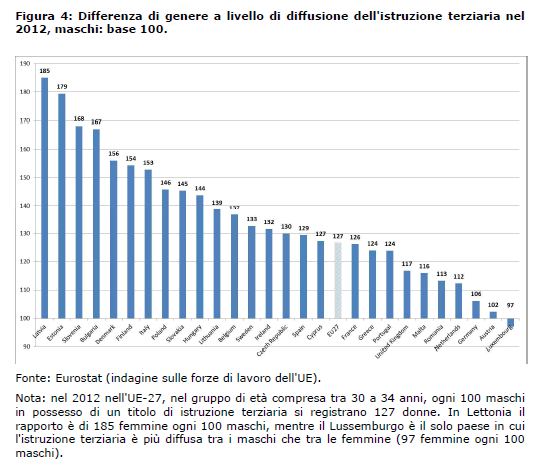 Figura 4: Differenza di genere a livello di diffusione dell'istruzione terziaria nel
2012, maschi: base 100.
190
180
170
160
150
140
130
120
110
100
90
185
179
168
167
156
154
153
146
145
144
139
137
133
132
130
129
127
127
126
124
124
117
116
113
112
106
102
97
Latvia
Estonia
Slovenia
Bulgaria
Denmark
Finland
Italy
Poland
Slovakia
Hungary
Lithuania
Belgium
Sweden
Ireland
Czech Republic
Spain
Cyprus
EU27
France
Greece
Portugal
United Kingdom
Malta
Romania
Netherlands
Germany
Austria
Luxembourg
Fonte: Eurostat (indagine sulle forze di lavoro dell'UE).
Nota: nel 2012 nell'UE-27, nel gruppo di età compresa tra 30 a 34 anni, ogni 100 maschi
in possesso di un titolo di istruzione terziaria si registrano 127 donne. In Lettonia il
rapporto è di 185 femmine ogni 100 maschi, mentre il Lussemburgo è il solo paese in cui
l'istruzione terziaria è più diffusa tra i maschi che tra le femmine (97 femmine ogni 100
maschi).